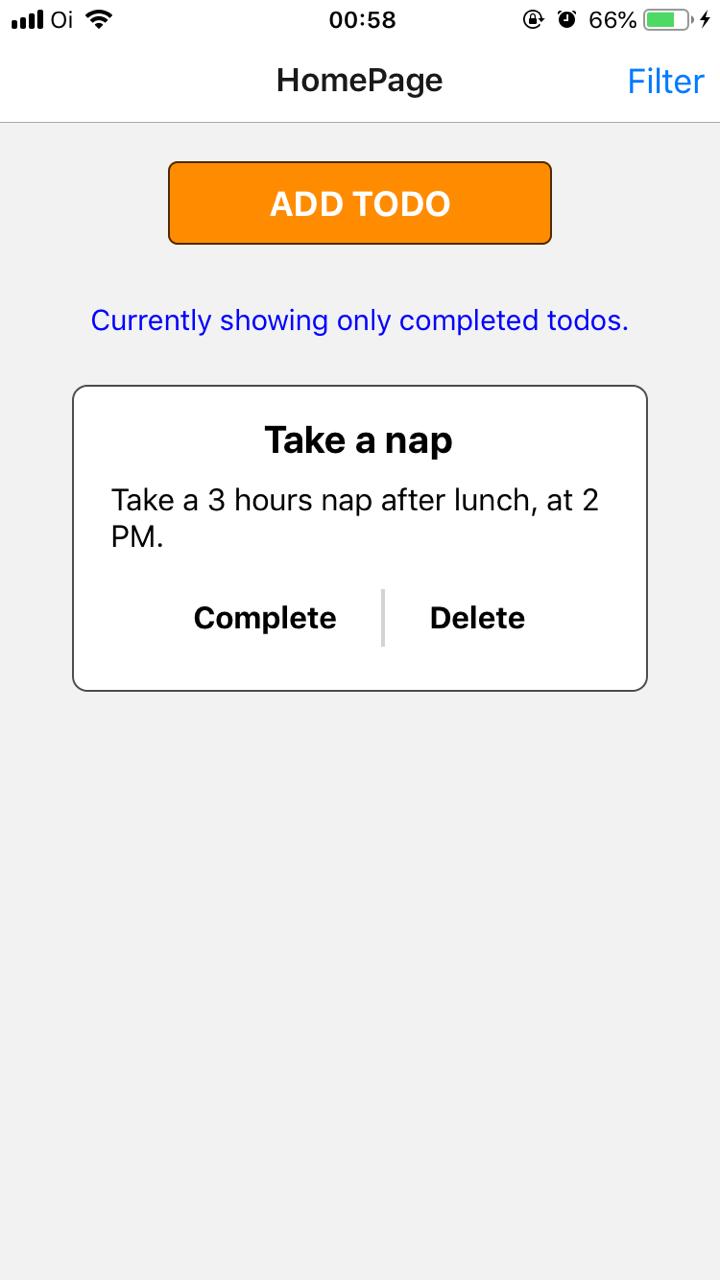 Oi 00:58 66%
HomePage Filter
ADD TODO
Currently showing only completed todos.
Take a nap
Take a 3 hours nap after lunch, at 2
PM.
Complete Delete